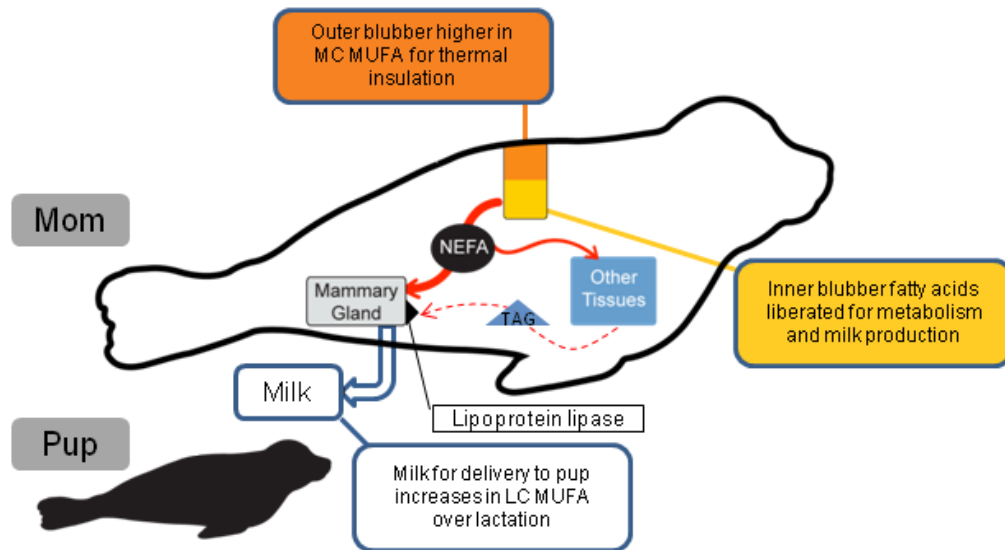 Outer blubber higher in
MC MUFA for thermal
insulation
Mom
NEFA
Mammary
Gland
TAG
Other
Tissues
Inner blubber fatty acids
liberated for metabolism
and milk production
Milk
Lipoprotein lipase
Pup
Milk for delivery to pup
increases in LC MUFA
over lactation